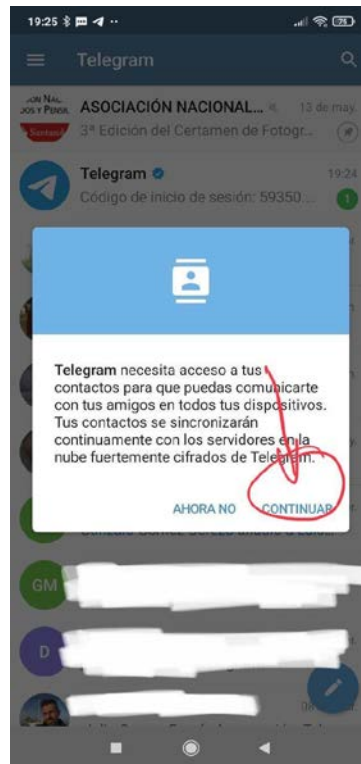 19:25
Telegram
ASOCIACIÓN NACIONAL...
13 de may.
3ª Edición del Certamen de Fotogr...
Telegram
19:24
Código de inicio de sesión: 59350...
1
Telegram necesita acceso a tus
contactos para que puedas comunicarte
con tus amigos en todos tus dispositivos.
Tus contactos se sincronizarán
continuamente con los servidores en la
nube fuertemente cifrados de Telegram.
AHORA NO
CONTINUAR
GM
D